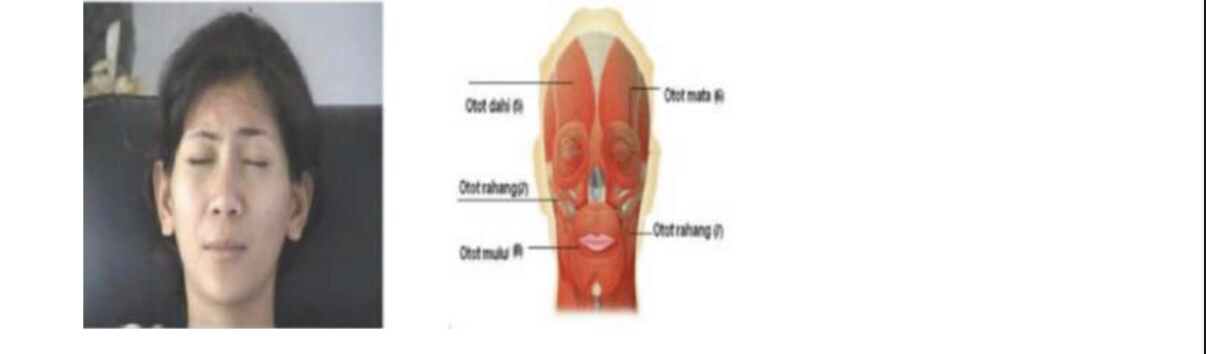 Otot dahi (5)
Otot mata (6)
Otot rahang (7)
Otot rahang (7)
Otot mulut (8)